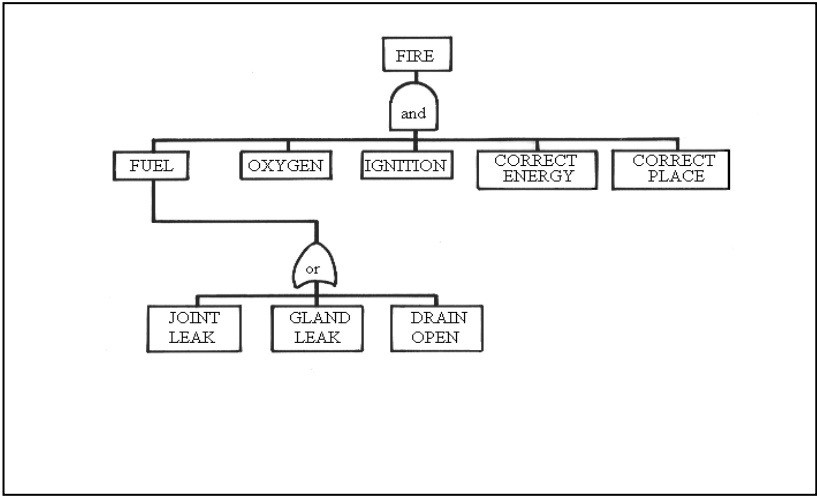 FIRE
and
FUEL
OXYGEN
IGNITION
CORRECT
ENERGY
CORRECT
PLACE
or
JOINT
LEAK
GLAND
LEAK
DRAIN
OPEN